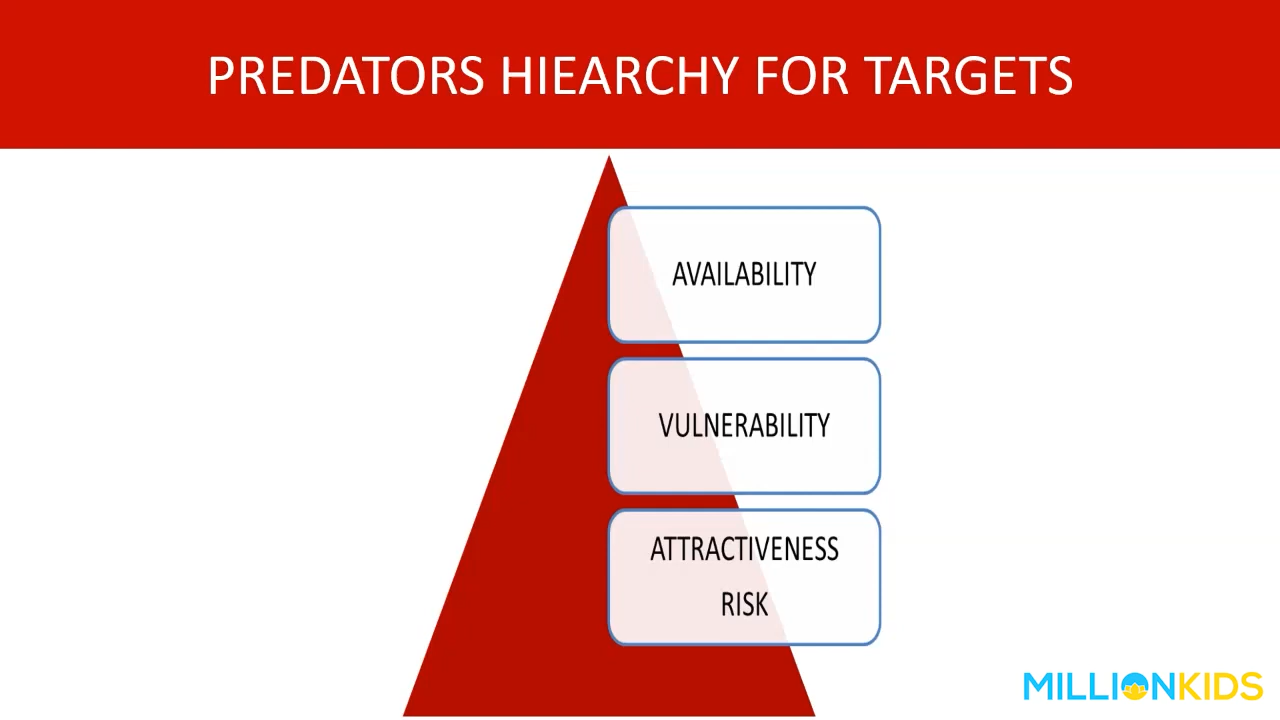 PREDATORS HIEARCHY FOR TARGETS
AVAILABILITY
VULNERABILITY
ATTRACTIVENESS
RISK
MILLIONKIDS